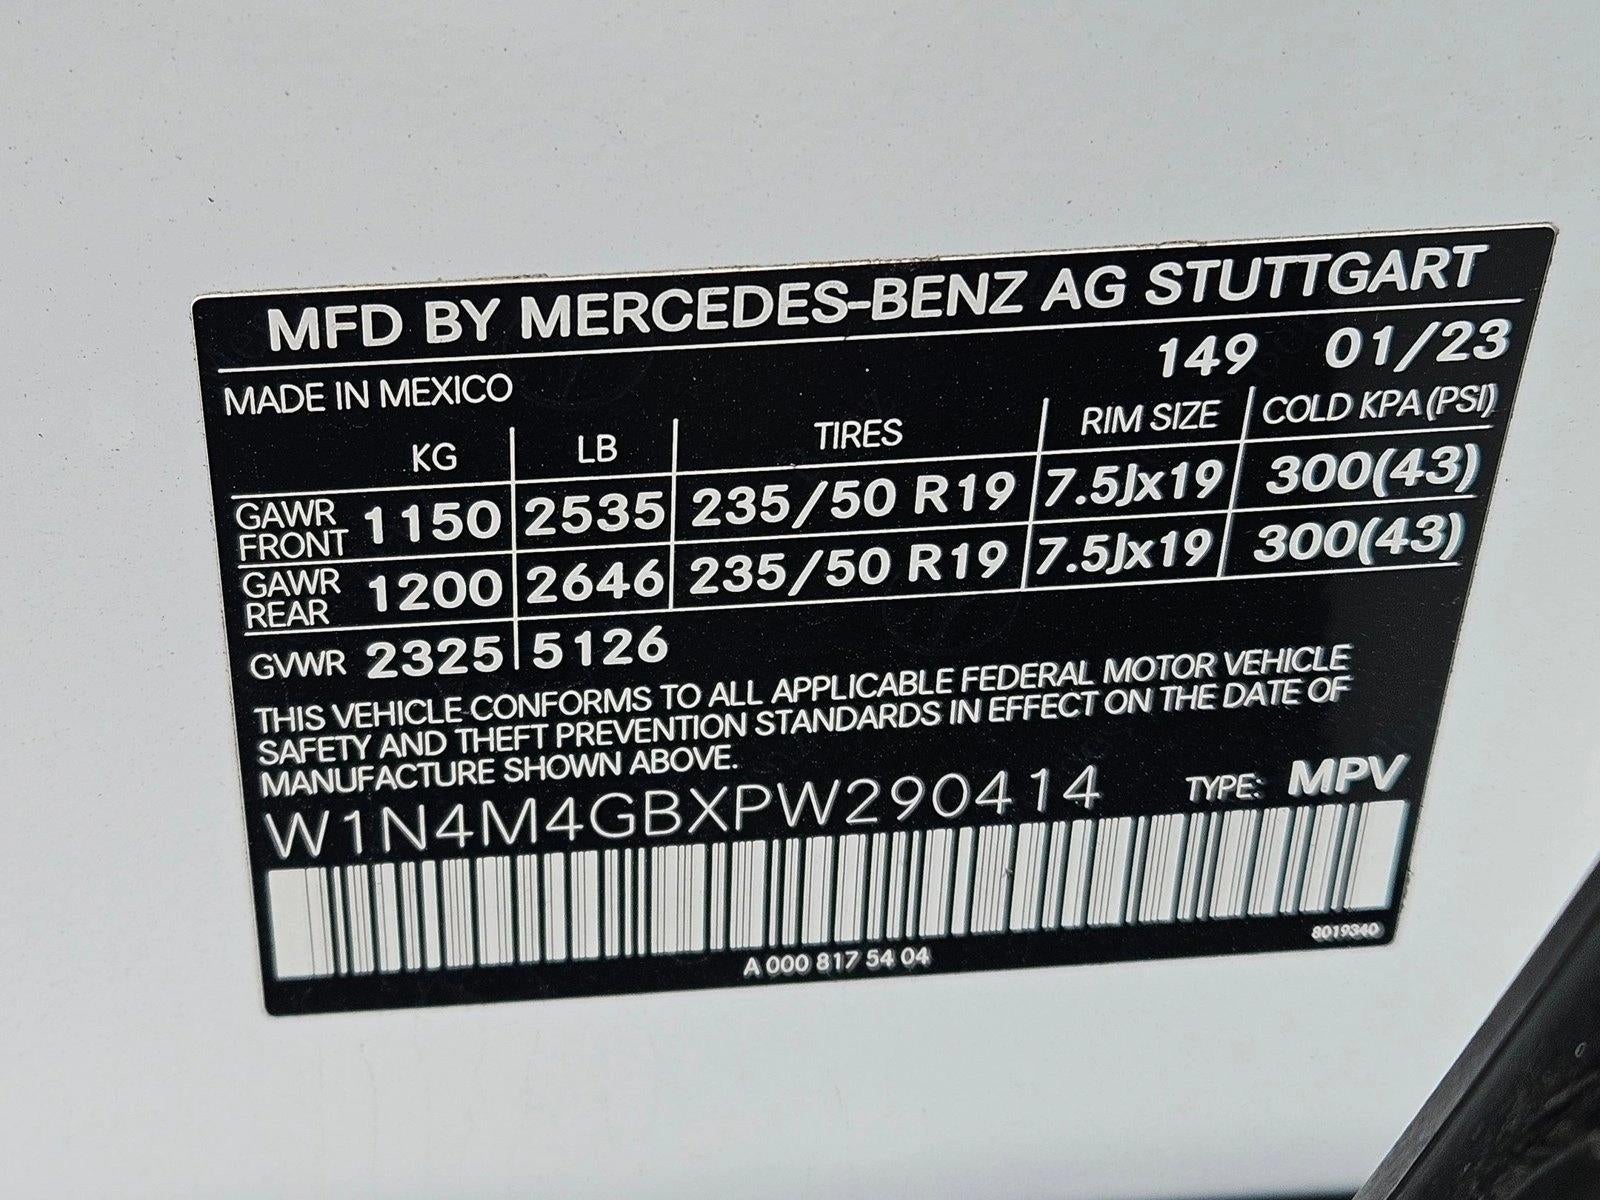 MFD BY MERCEDES-BENZ AG STUTTGART
149 01/23
MADE IN MEXICO
KG LB TIRES RIM SIZE COLD KPA (PSI)
GAWR FRONT 1150 2535 235/50 R19 7.5Jx19 300(43)
GAWR REAR 1200 2646 235/50 R19 7.5Jx19 300(43)
GVWR 2325 5126
THIS VEHICLE CONFORMS TO ALL APPLICABLE FEDERAL MOTOR VEHICLE
SAFETY AND THEFT PREVENTION STANDARDS IN EFFECT ON THE DATE OF
MANUFACTURE SHOWN ABOVE.
W1N4M4GBXPW290414 TYPE: MPV
A 000 817 54 04
8019340